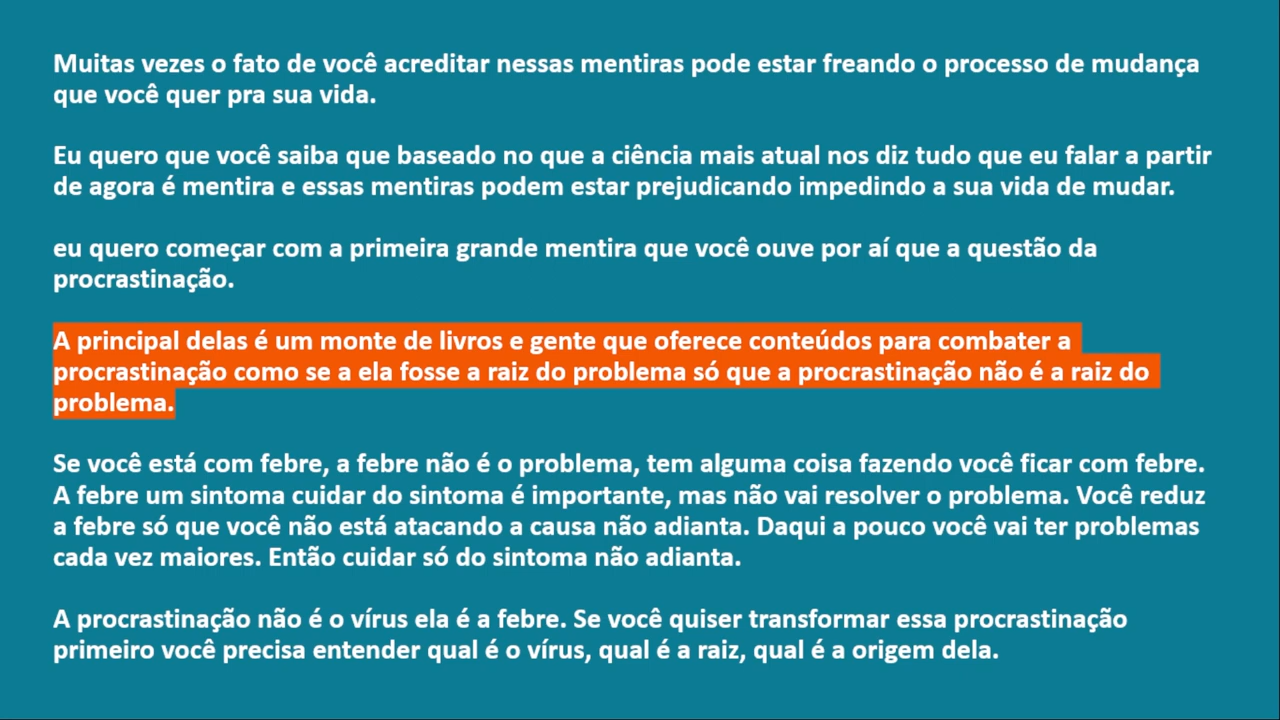 Muitas vezes o fato de você acreditar nessas mentiras pode estar freando o processo de mudança
que você quer pra sua vida.
Eu quero que você saiba que baseado no que a ciência mais atual nos diz tudo que eu falar a partir
de agora é mentira e essas mentiras podem estar prejudicando impedindo a sua vida de mudar.
eu quero começar com a primeira grande mentira que você ouve por aí que a questão da
procrastinação.
A principal delas é um monte de livros e gente que oferece conteúdos para combater a
procrastinação como se a ela fosse a raiz do problema só que a procrastinação não é a raiz do
problema.
Se você está com febre, a febre não é o problema, tem alguma coisa fazendo você ficar com febre.
A febre um sintoma cuidar do sintoma é importante, mas não vai resolver o problema. Você reduz
a febre só que você não está atacando a causa não adianta. Daqui a pouco você vai ter problemas
cada vez maiores. Então cuidar só do sintoma não adianta.
A procrastinação não é o vírus ela é a febre. Se você quiser transformar essa procrastinação
primeiro você precisa entender qual é o vírus, qual é a raiz, qual é a origem dela.